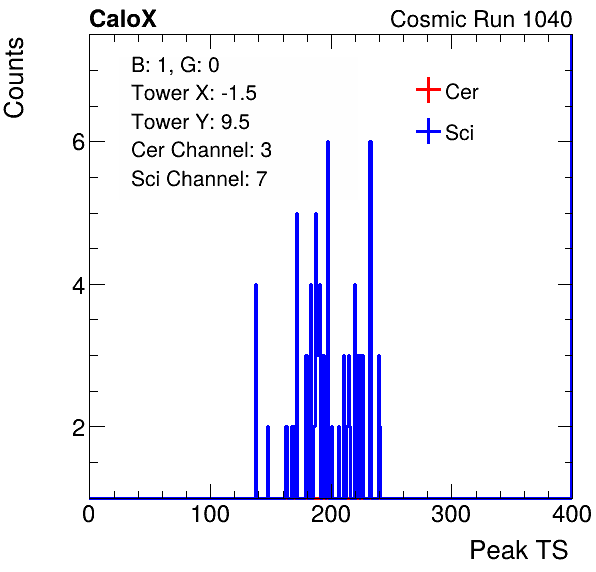 CaloX Cosmic Run 1040
Counts
B: 1, G: 0
Tower X: -1.5
Tower Y: 9.5
Cer Channel: 3
Sci Channel: 7
Cer
Sci
6
4
2
0 100 200 300 400
Peak TS